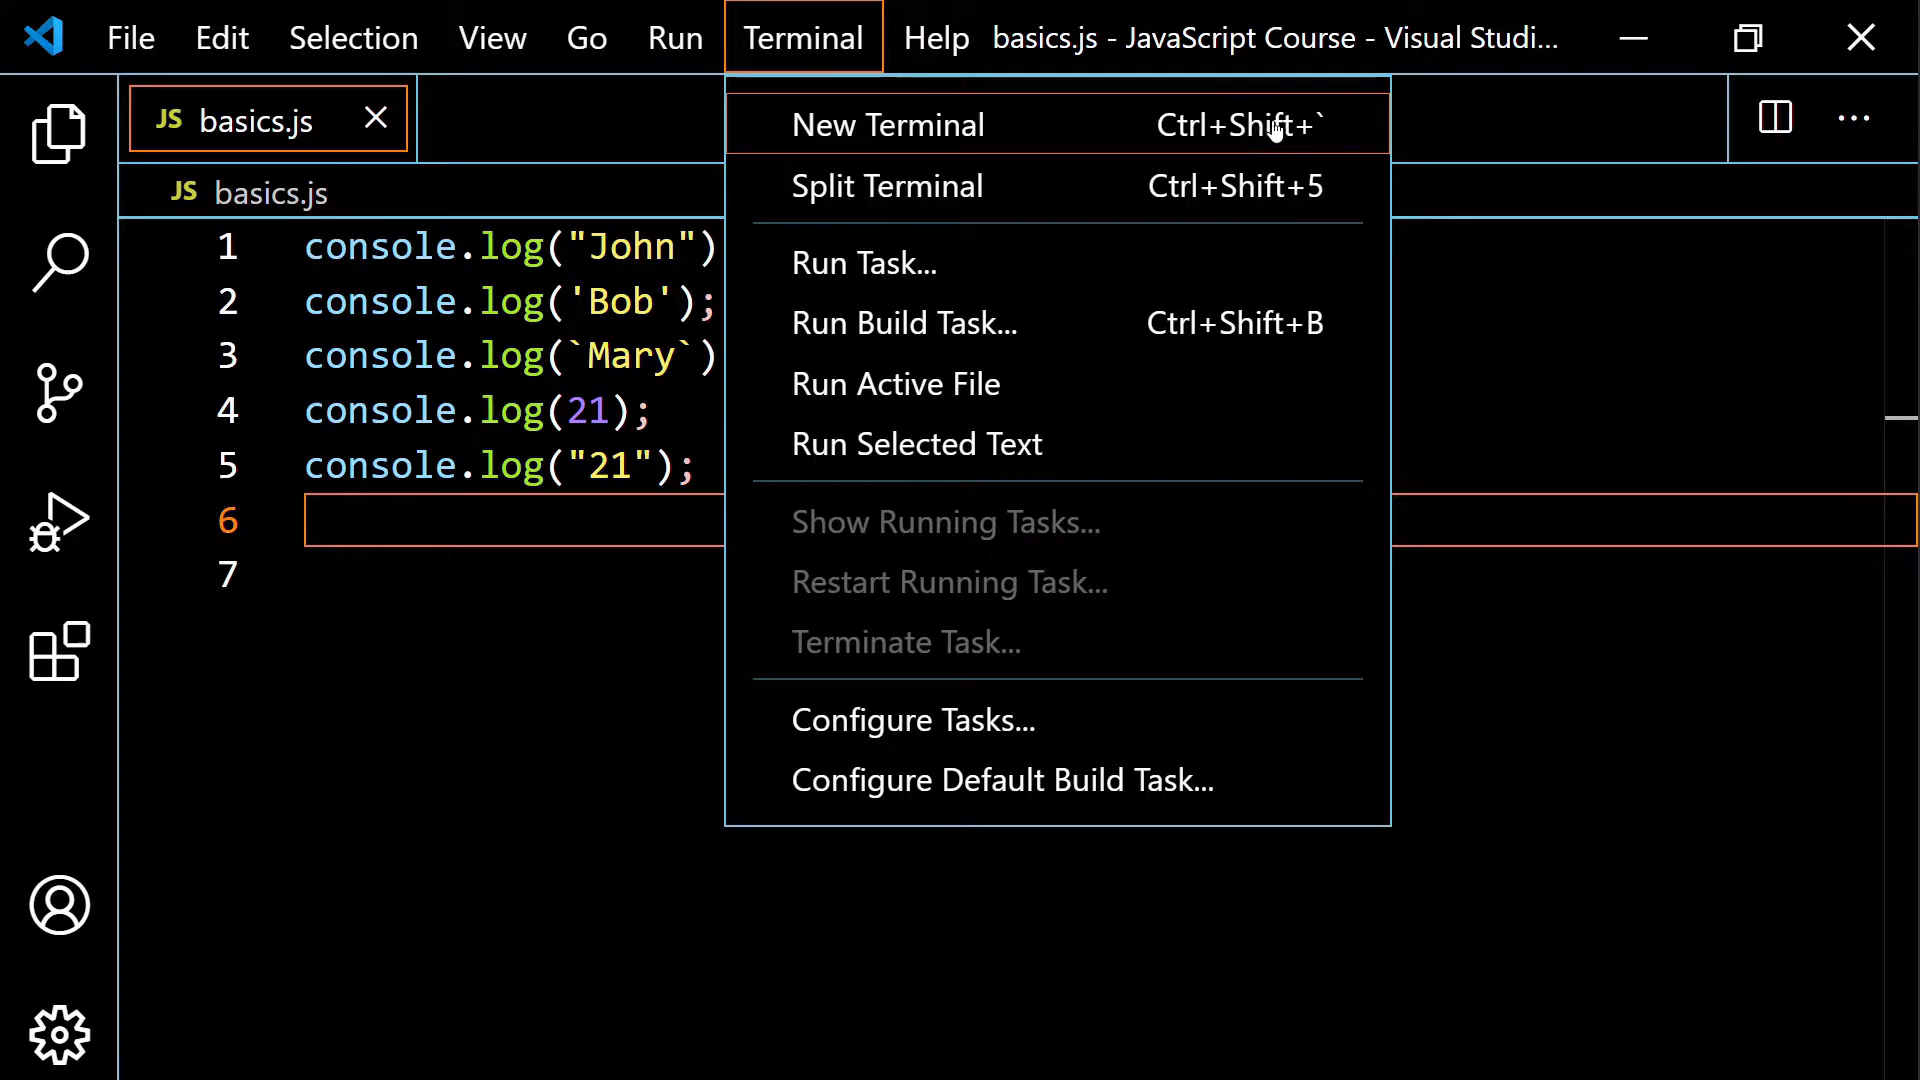 File Edit Selection View Go Run Terminal Help basics.js - JavaScript Course - Visual Studi...
JS basics.js
JS basics.js
1 console.log("John")
2 console.log('Bob');
3 console.log(`Mary`)
4 console.log(21);
5 console.log("21");
6
7
New Terminal Ctrl+Shift+`
Split Terminal Ctrl+Shift+5
Run Task...
Run Build Task... Ctrl+Shift+B
Run Active File
Run Selected Text
Show Running Tasks...
Restart Running Task...
Terminate Task...
Configure Tasks...
Configure Default Build Task...